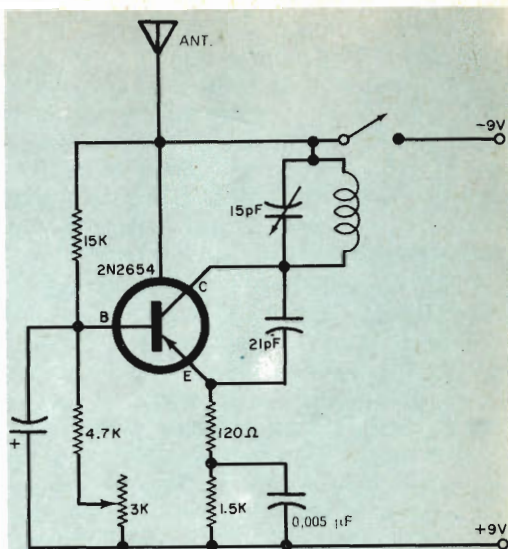 ANT.
-9V
15pF
15K
2N2654
C
B
21pF
E
4.7K
120Ω
3K
1.5K
0,005 µF
+
+9V